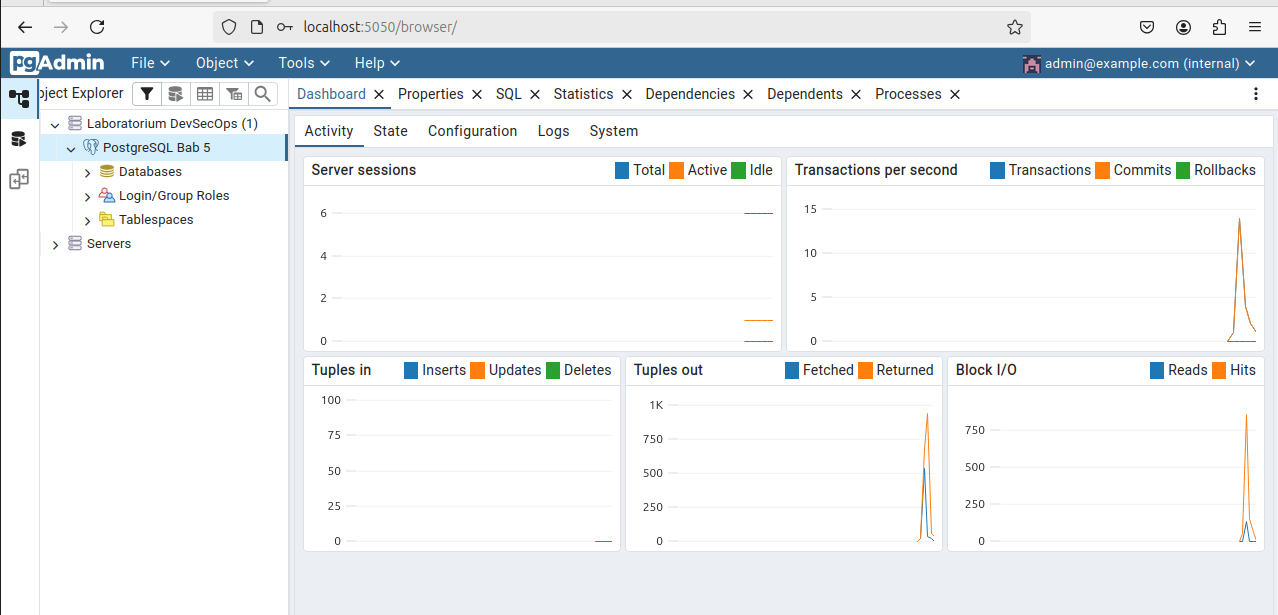 localhost:5050/browser/
pgAdmin File Object Tools Help admin@example.com (internal)
bject Explorer
Dashboard Properties SQL Statistics Dependencies Dependents Processes
Laboratorium DevSecOps (1)
PostgreSQL Bab 5
Databases
Login/Group Roles
Tablespaces
Servers
Activity State Configuration Logs System
Server sessions Total Active Idle
6
4
2
0
Transactions per second Transactions Commits Rollbacks
15
10
5
0
Tuples in Inserts Updates Deletes
100
75
50
25
0
Tuples out Fetched Returned
1K
750
500
250
0
Block I/O Reads Hits
750
500
250
0